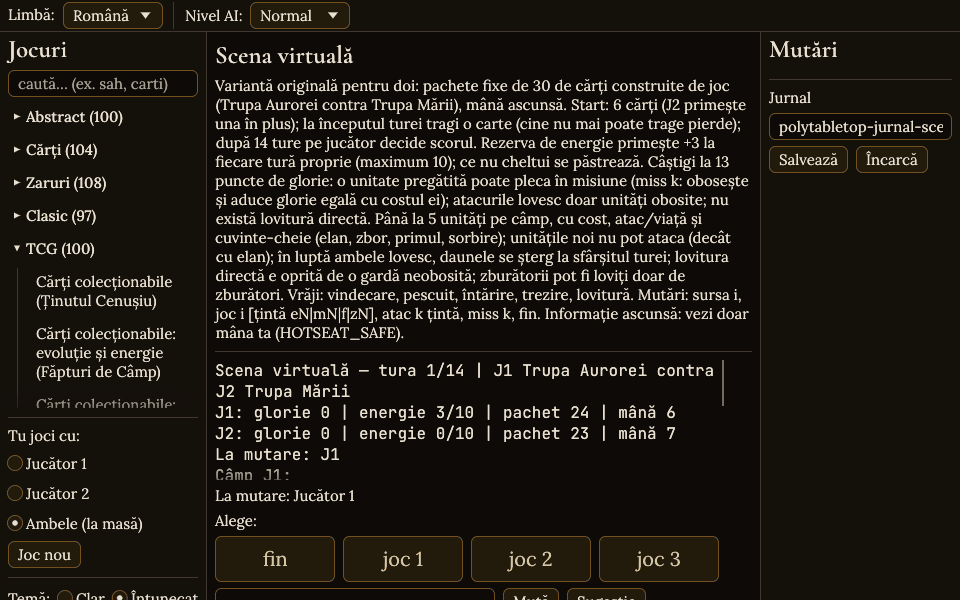 Limbă: Română ▼ Nivel AI: Normal ▼
Jocuri
caută... (ex. sah, carti)
▸ Abstract (100)
▸ Cărți (104)
▸ Zaruri (108)
▸ Clasic (97)
▾ TCG (100)
Cărți colecționabile
(Ținutul Cenușiu)
Cărți colecționabile:
evoluție și energie
(Făpturi de Câmp)
Cărți colecționabile:
Tu joci cu:
Jucător 1
Jucător 2
Ambele (la masă)
Joc nou
Temă: Clar Întunecat
Scena virtuală
Variantă originală pentru doi: pachete fixe de 30 de cărți construite de joc
(Trupa Aurorei contra Trupa Mării), mână ascunsă. Start: 6 cărți (J2 primește
una în plus); la începutul turei tragi o carte (cine nu mai poate trage pierde);
după 14 ture pe jucător decide scorul. Rezerva de energie primește +3 la
fiecare tură proprie (maximum 10); ce nu cheltui se păstrează. Câștigi la 13
puncte de glorie: o unitate pregătită poate pleca în misiune (miss k: obosește
și aduce glorie egală cu costul ei); atacurile lovesc doar unități obosite; nu
există lovitură directă. Până la 5 unități pe câmp, cu cost, atac/viață și
cuvinte-cheie (elan, zbor, primul, sorbire); unitățile noi nu pot ataca (decât
cu elan); în luptă ambele lovesc, daunele se șterg la sfârșitul turei; lovitura
directă e oprită de o gardă neobosită; zburătorii pot fi loviți doar de
zburători. Vrăji: vindecare, pescuit, întărire, trezire, lovitură. Mutări: sursa i,
joc i [țintă eN|mN|f|zN], atac k țintă, miss k, fin. Informație ascunsă: vezi doar
mâna ta (HOTSEAT_SAFE).
Scena virtuală — tura 1/14 | J1 Trupa Aurorei contra
J2 Trupa Mării
J1: glorie 0 | energie 3/10 | pachet 24 | mână 6
J2: glorie 0 | energie 0/10 | pachet 23 | mână 7
La mutare: J1
Câmp J1:
La mutare: Jucător 1
Alege:
fin joc 1 joc 2 joc 3
Mută Sugestie
Mutări
Jurnal
polytabletop-jurnal-sce
Salvează Încarcă